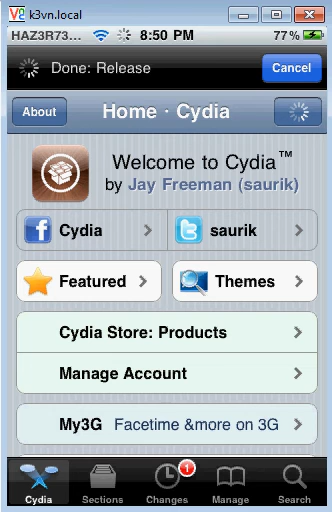 k3vn.local
HAZ3R73... 8:50 PM 77%
Done: Release Cancel
About Home · Cydia
Welcome to Cydia™
by Jay Freeman (saurik)
Cydia saurik
Featured Themes
Cydia Store: Products
Manage Account
My3G Facetime &more on 3G
1
Cydia Sections Changes Manage Search